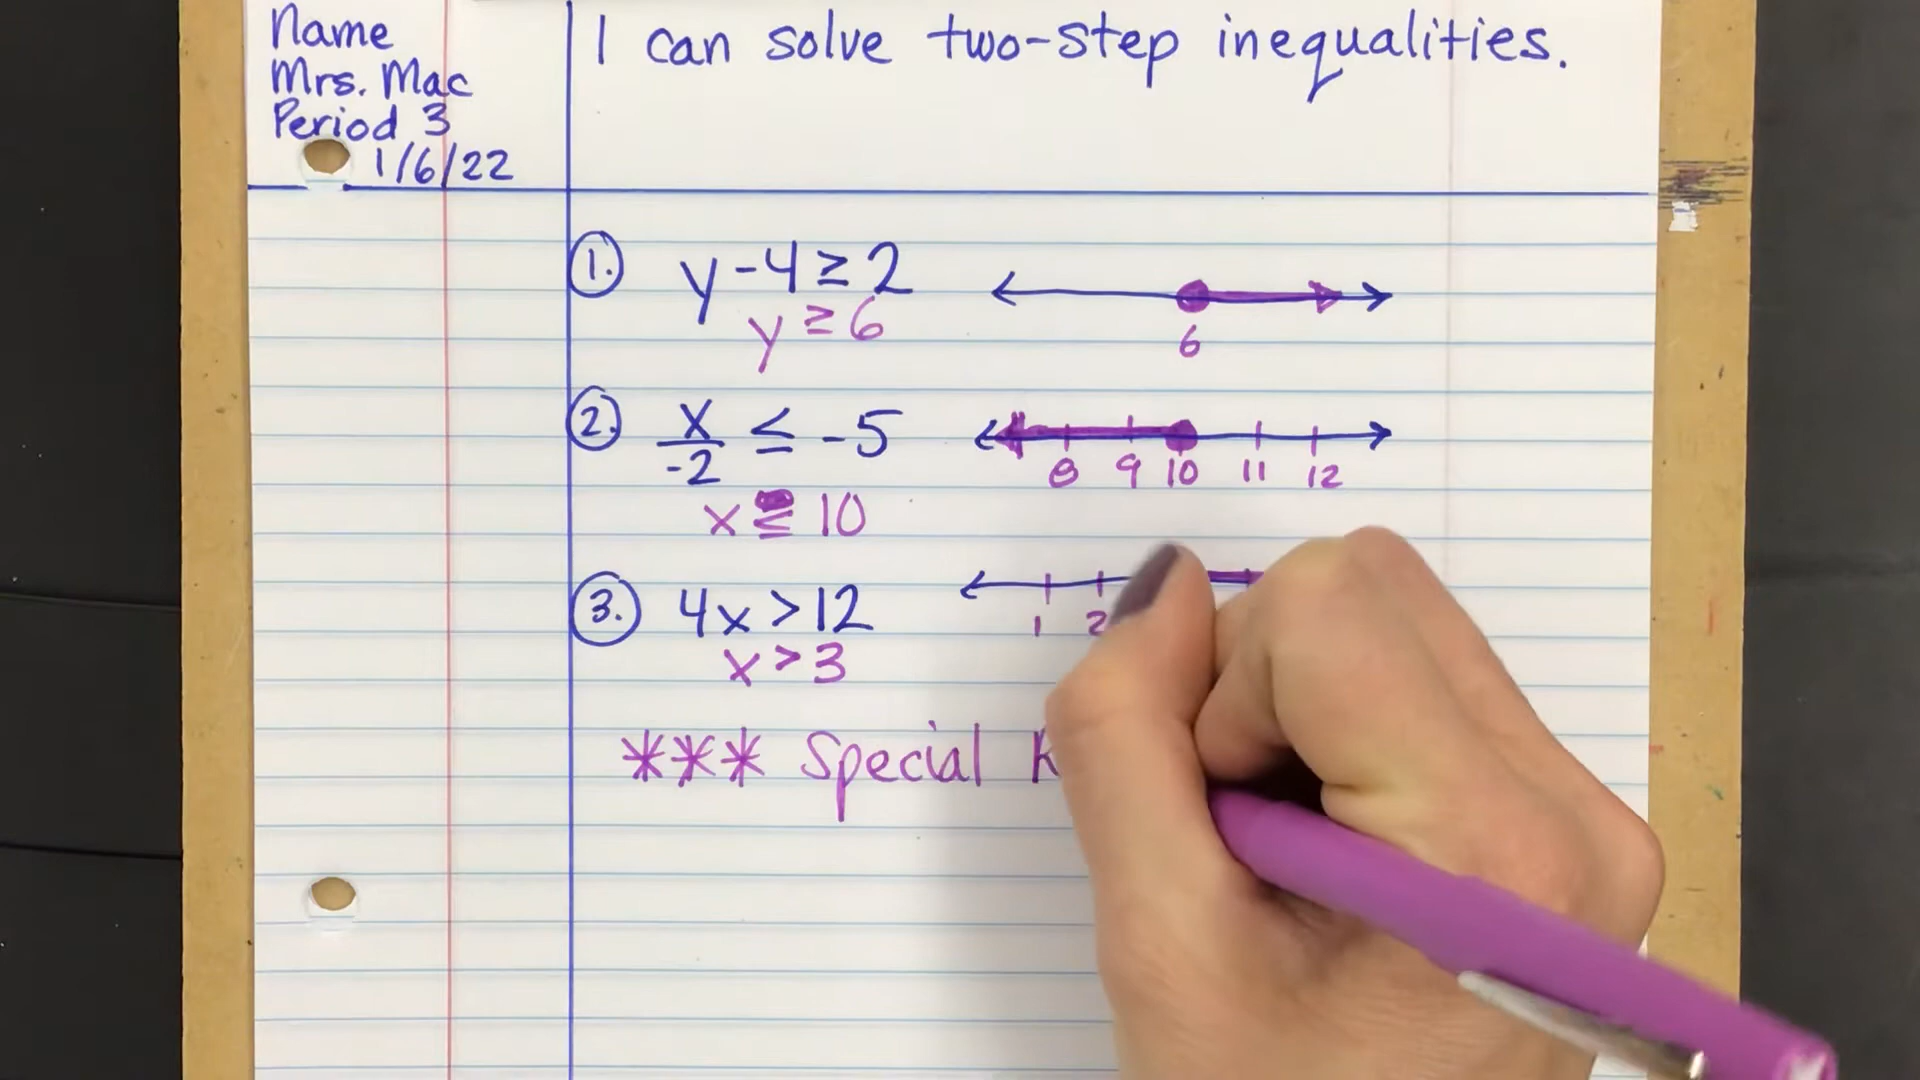 Name
Mrs. Mac
Period 3
1/6/22
I can solve two-step inequalities.
1. y - 4 ≥ 2
y ≥ 6
6
2. x/-2 ≤ -5
x ≤ 10
8 9 10 11 12
3. 4x > 12
x > 3
1 2
*** Special